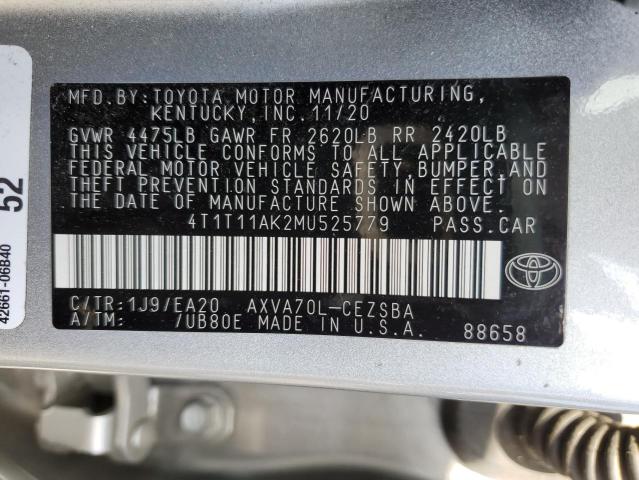 MFD.BY:TOYOTA MOTOR MANUFACTURING,
KENTUCKY,INC.11/20
GVWR 4475LB GAWR FR 2620LB RR 2420LB
THIS VEHICLE CONFORMS TO ALL APPLICABLE
FEDERAL MOTOR VEHICLE SAFETY,BUMPER,AND
THEFT PREVENTION STANDARDS IN EFFECT ON
THE DATE OF MANUFACTURE SHOWN ABOVE.
4T1T11AK2MU525779 PASS.CAR
C/TR:1J9/EA20 AXVA70L-CEZSBA
A/TM: /UB80E MADE IN U.S.A. 88658
52
42661-06B40